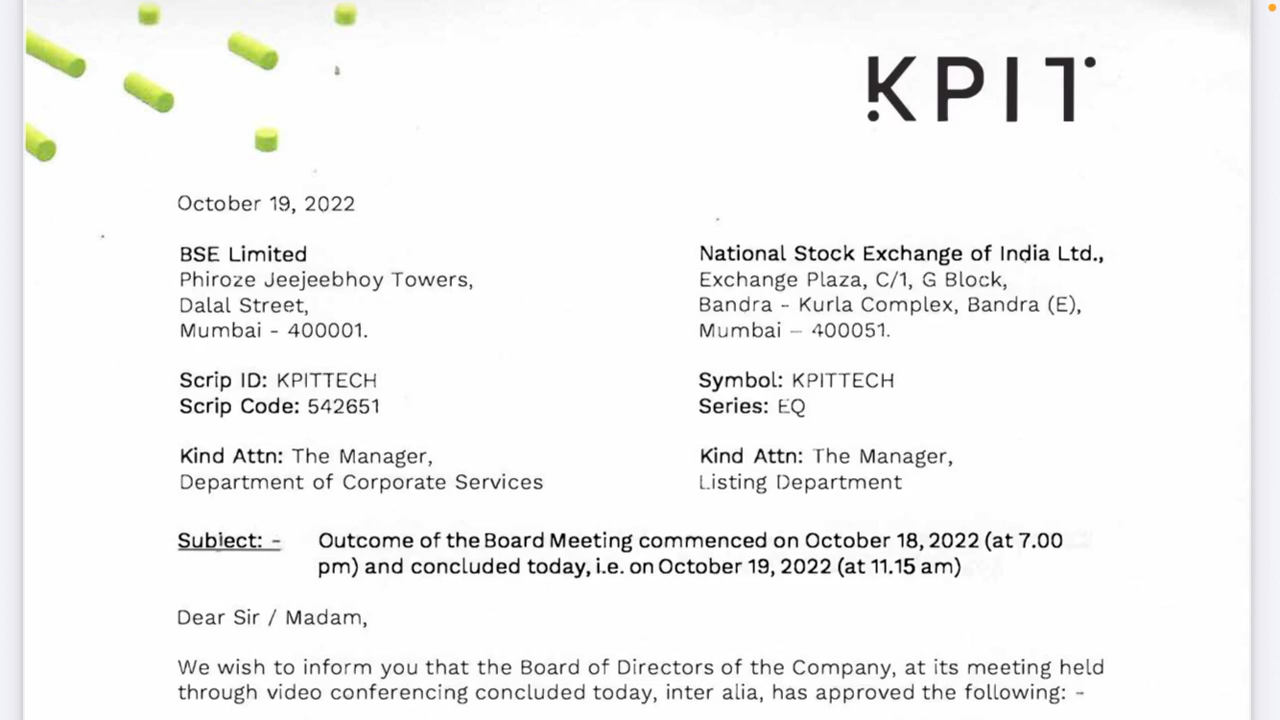 KPIT
October 19, 2022
BSE Limited
Phiroze Jeejeebhoy Towers,
Dalal Street,
Mumbai - 400001.
Scrip ID: KPITTECH
Scrip Code: 542651
Kind Attn: The Manager,
Department of Corporate Services
National Stock Exchange of India Ltd.,
Exchange Plaza, C/1, G Block,
Bandra - Kurla Complex, Bandra (E),
Mumbai – 400051.
Symbol: KPITTECH
Series: EQ
Kind Attn: The Manager,
Listing Department
Subject: - Outcome of the Board Meeting commenced on October 18, 2022 (at 7.00
pm) and concluded today, i.e. on October 19, 2022 (at 11.15 am)
Dear Sir / Madam,
We wish to inform you that the Board of Directors of the Company, at its meeting held
through video conferencing concluded today, inter alia, has approved the following: -